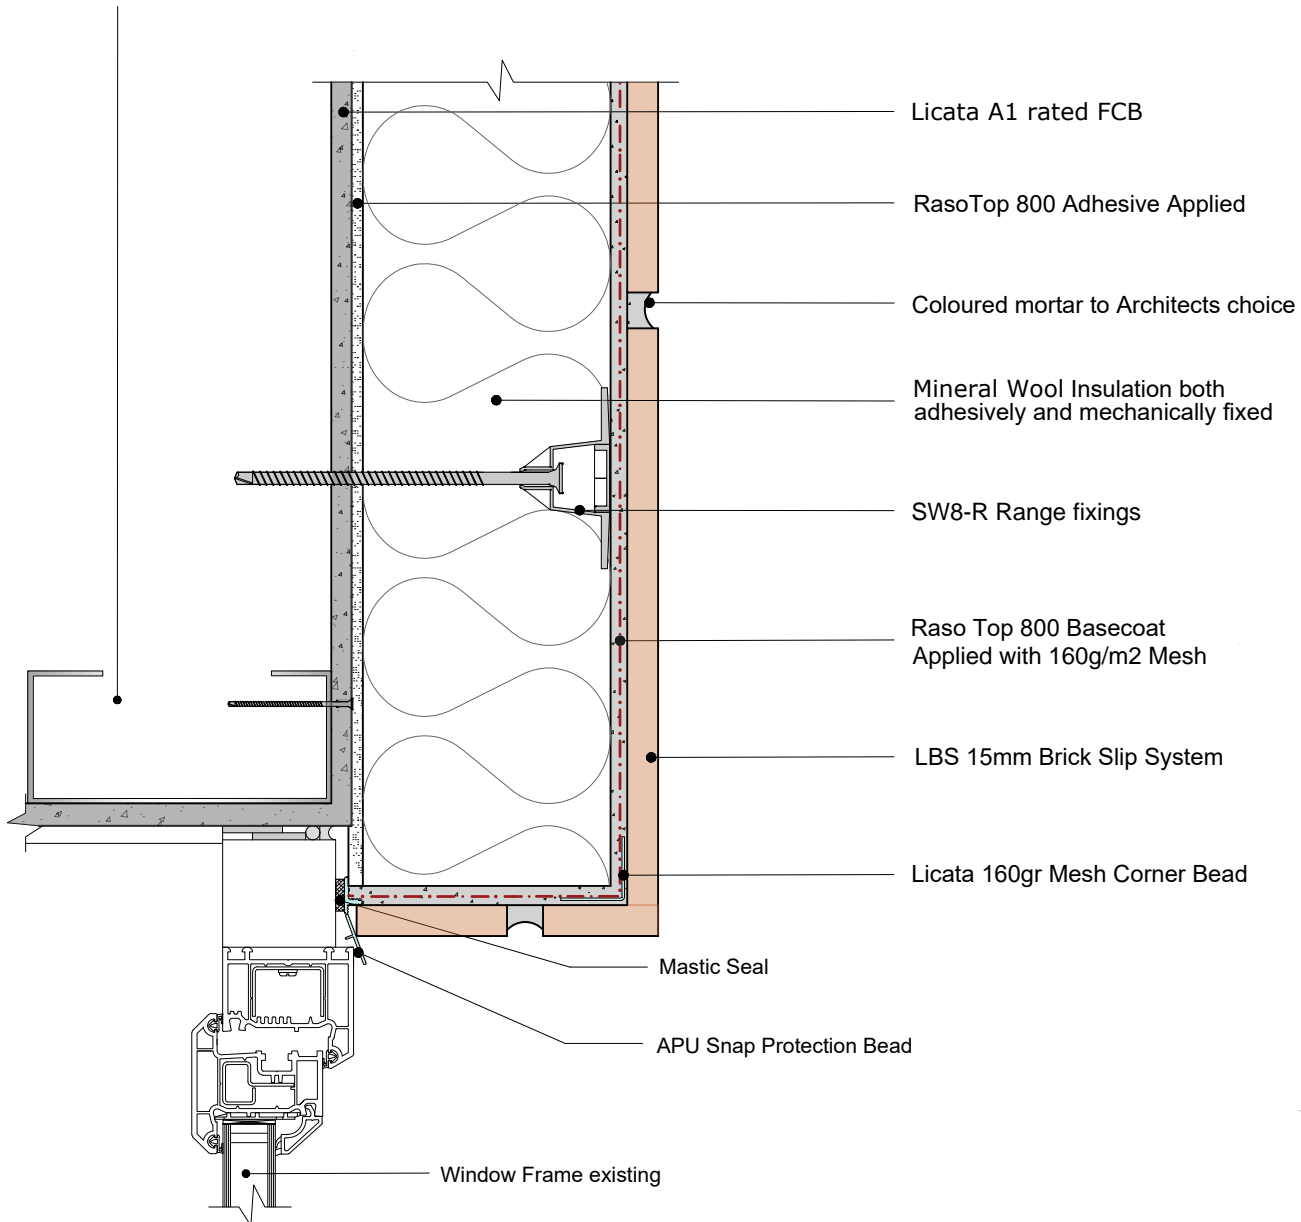 Licata A1 rated FCB
RasoTop 800 Adhesive Applied
Coloured mortar to Architects choice
Mineral Wool Insulation both
adhesively and mechanically fixed
SW8-R Range fixings
Raso Top 800 Basecoat
Applied with 160g/m2 Mesh
LBS 15mm Brick Slip System
Licata 160gr Mesh Corner Bead
Mastic Seal
APU Snap Protection Bead
Window Frame existing